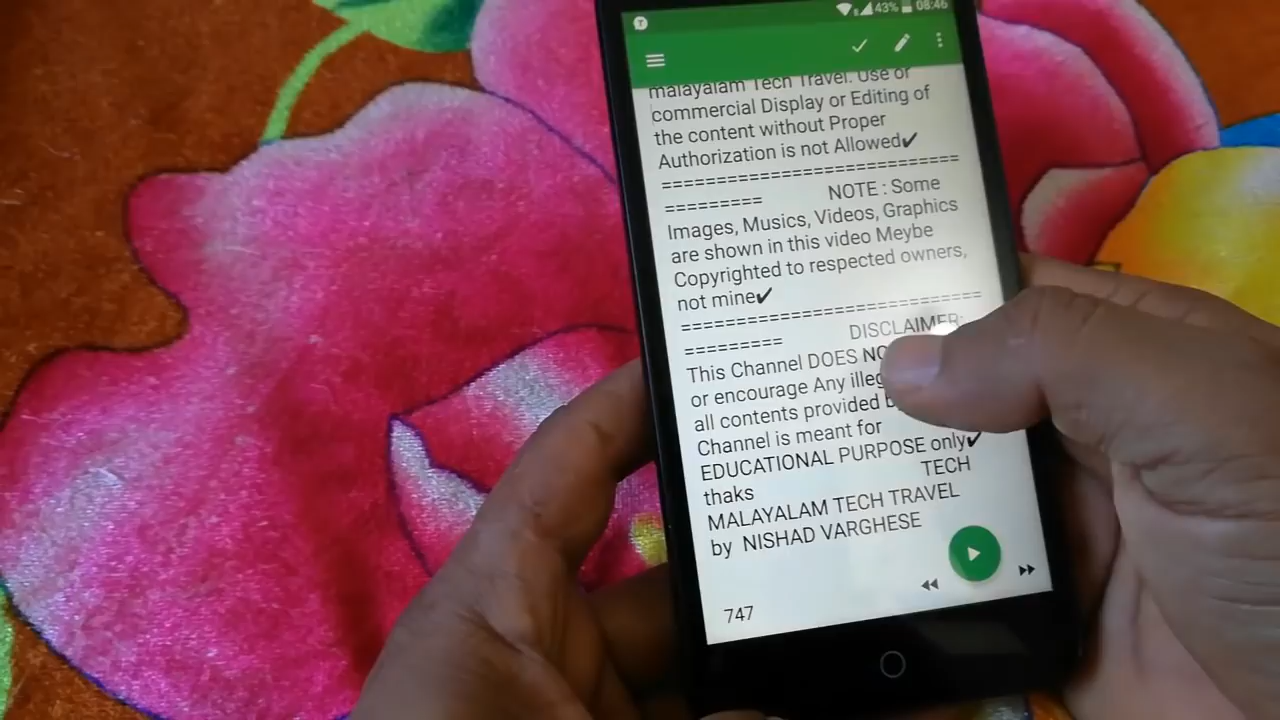 43% 08:46
malayalam Tech Travel. Use or
commercial Display or Editing of
the content without Proper
Authorization is not Allowed✔
===========================
========= NOTE : Some
Images, Musics, Videos, Graphics
are shown in this video Meybe
Copyrighted to respected owners,
not mine✔
===========================
========= DISCLAIMER:
This Channel DOES
or encourage Any
all contents provided
Channel is meant for
EDUCATIONAL PURPOSE only✔
thaks TECH
MALAYALAM TECH TRAVEL
by NISHAD VARGHESE
747